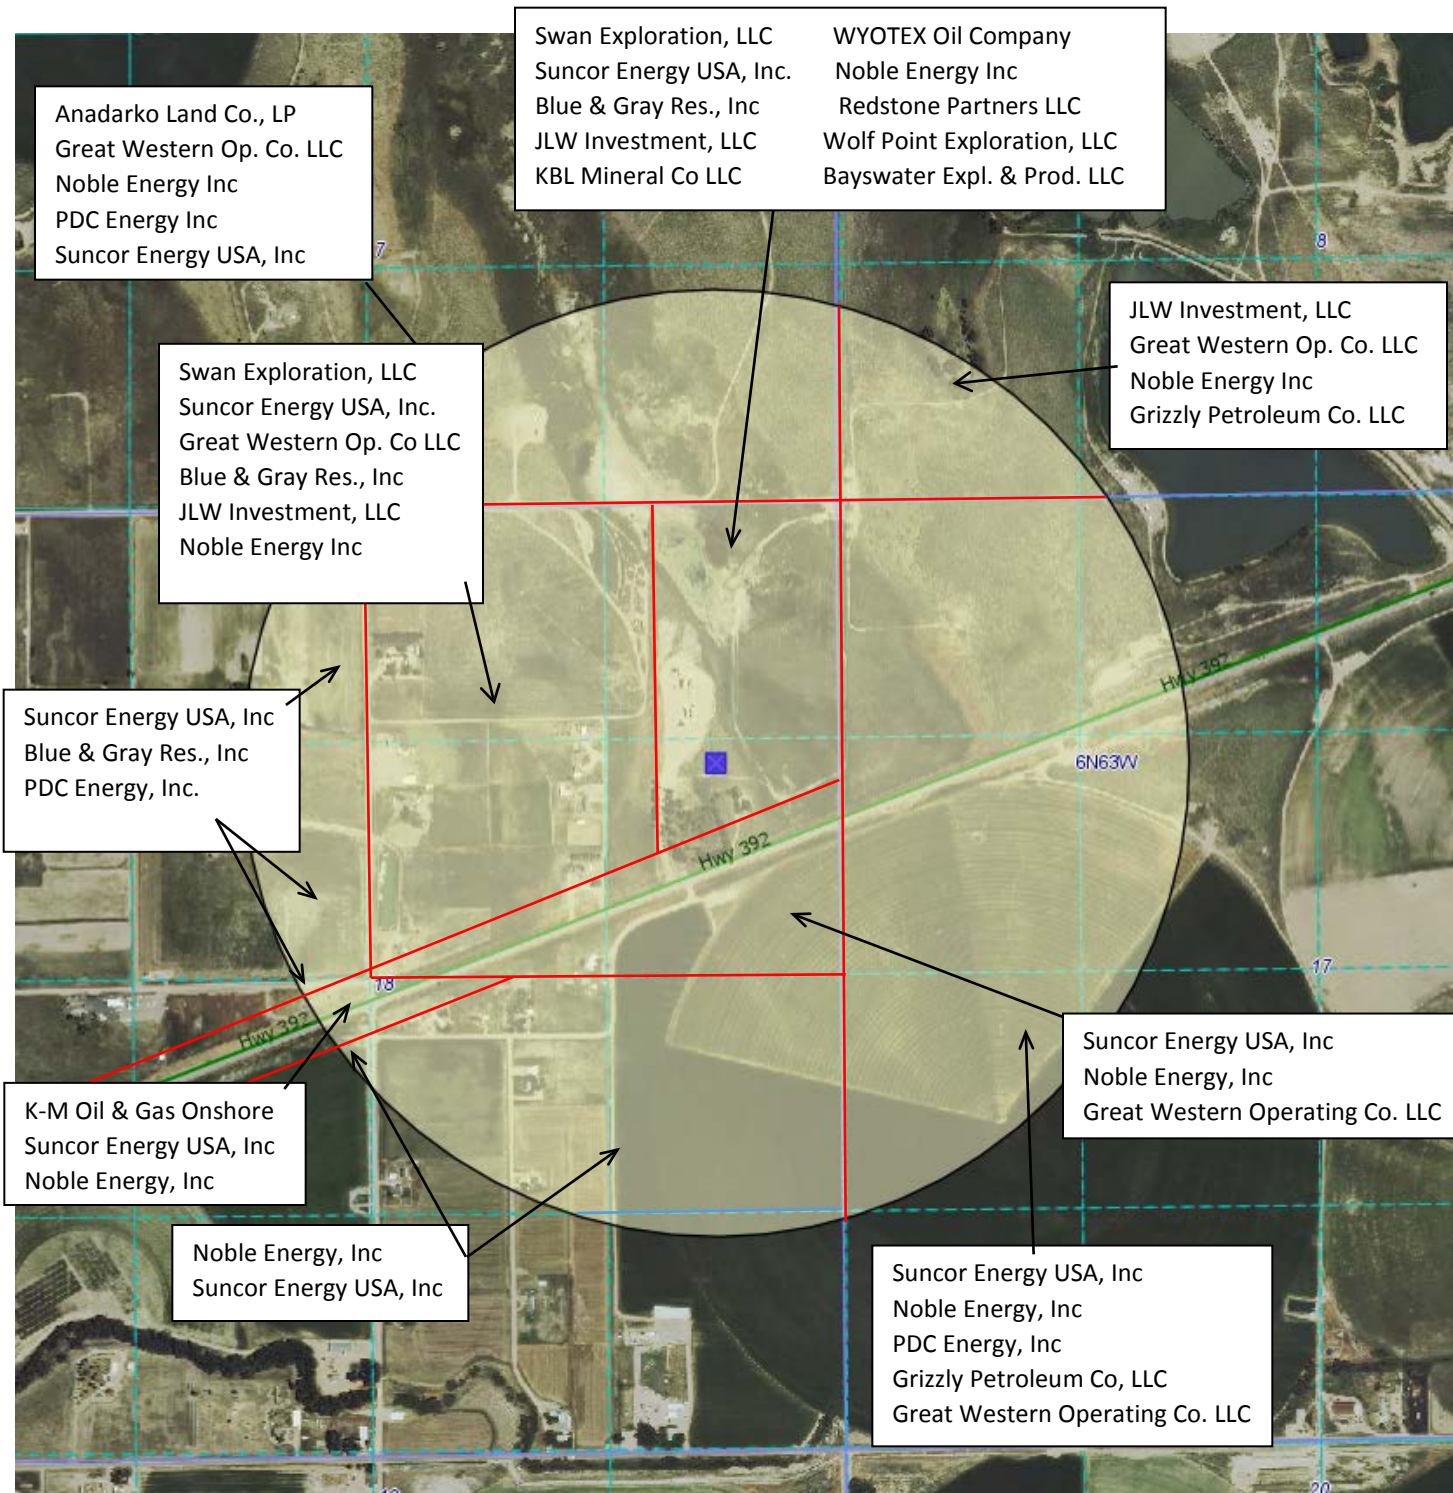 Swan Exploration, LLC WYOTEX Oil Company
Suncor Energy USA, Inc. Noble Energy Inc
Blue & Gray Res., Inc Redstone Partners LLC
JLW Investment, LLC Wolf Point Exploration, LLC
KBL Mineral Co LLC Bayswater Expl. & Prod. LLC
Anadarko Land Co., LP
Great Western Op. Co. LLC
Noble Energy Inc
PDC Energy Inc
Suncor Energy USA, Inc
7
8
JLW Investment, LLC
Great Western Op. Co. LLC
Noble Energy Inc
Grizzly Petroleum Co. LLC
Swan Exploration, LLC
Suncor Energy USA, Inc.
Great Western Op. Co LLC
Blue & Gray Res., Inc
JLW Investment, LLC
Noble Energy Inc
Hwy 392
Suncor Energy USA, Inc
Blue & Gray Res., Inc
PDC Energy, Inc.
6N63W
Hwy 392
17
18
Hwy 392
Suncor Energy USA, Inc
Noble Energy, Inc
Great Western Operating Co. LLC
K-M Oil & Gas Onshore
Suncor Energy USA, Inc
Noble Energy, Inc
Noble Energy, Inc
Suncor Energy USA, Inc
Suncor Energy USA, Inc
Noble Energy, Inc
PDC Energy, Inc
Grizzly Petroleum Co, LLC
Great Western Operating Co. LLC
19
20